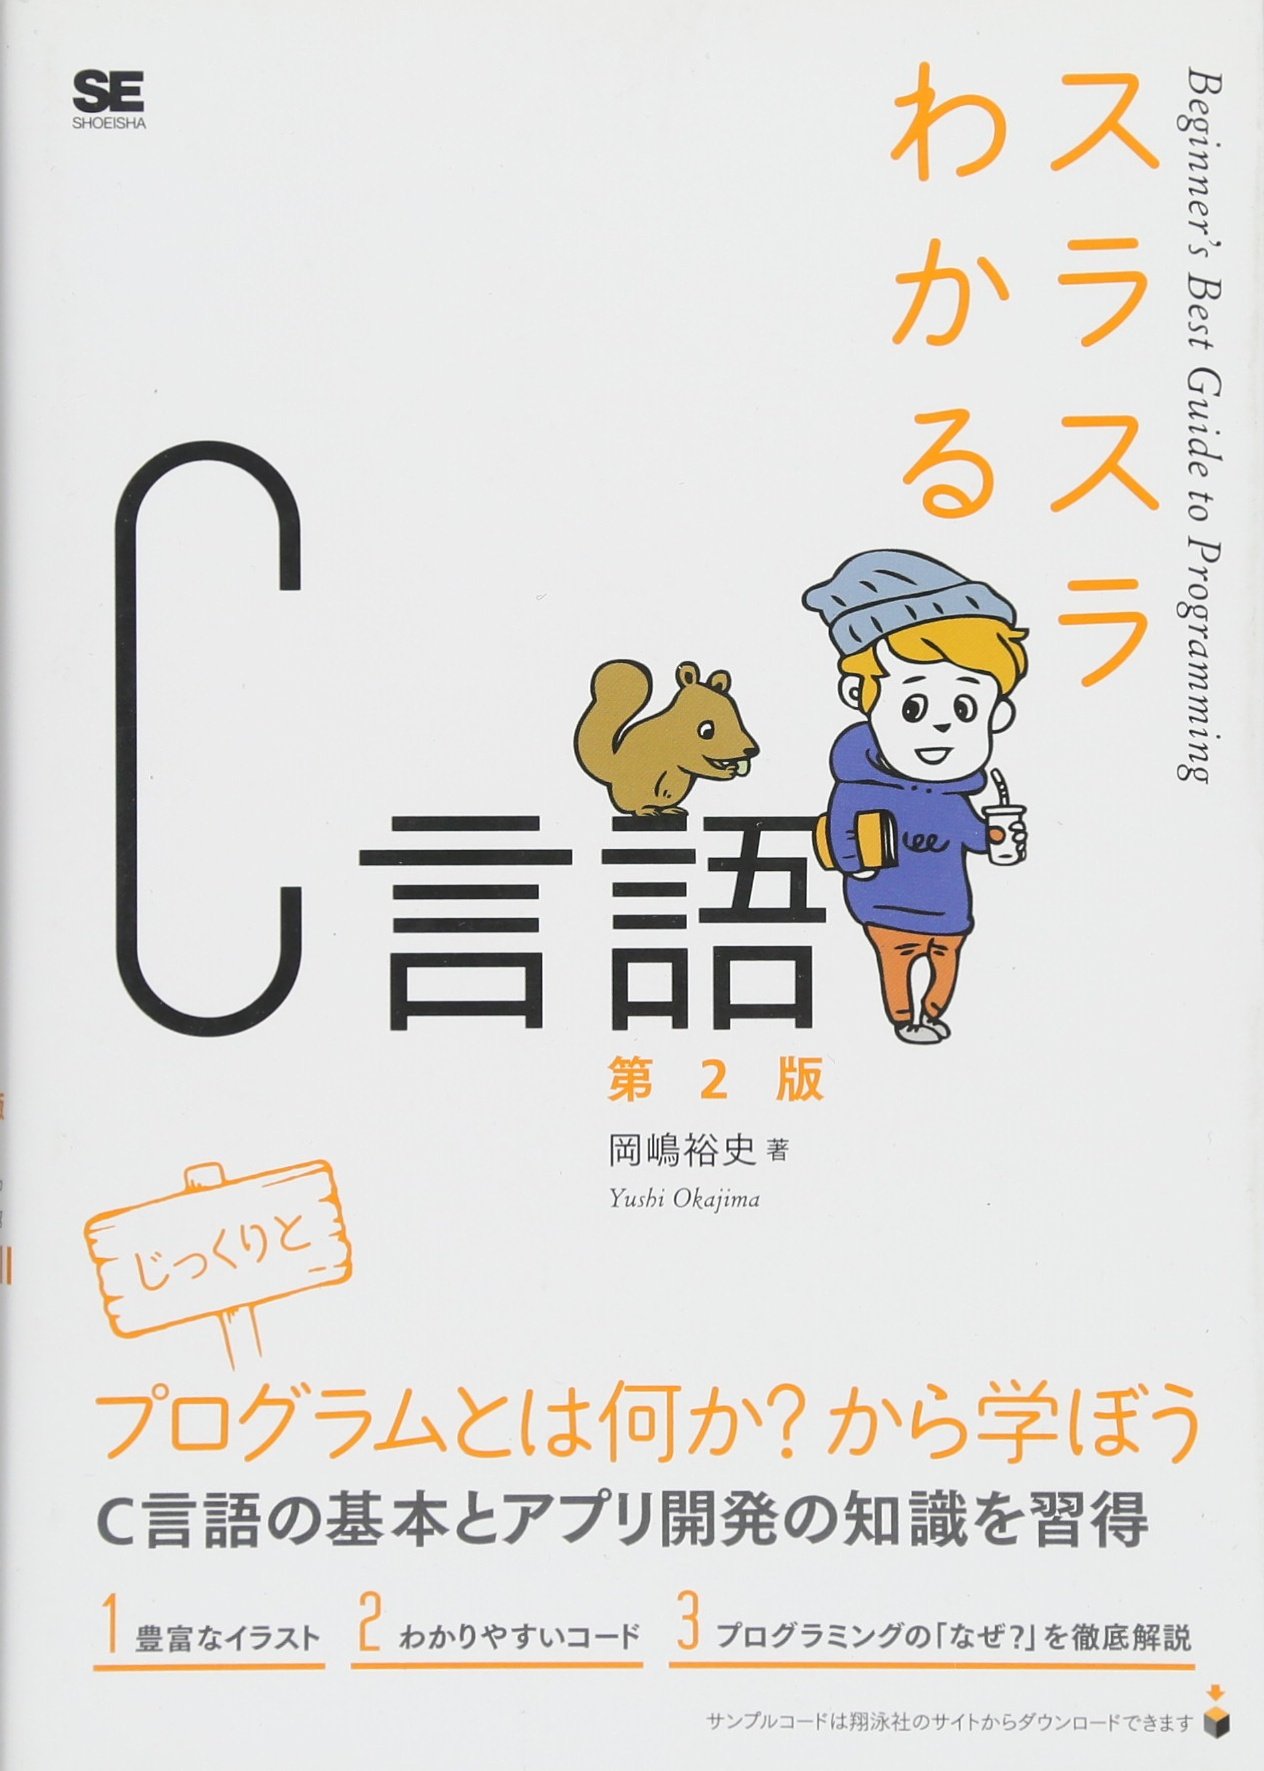 SE
SHOEISHA
Beginner's Best Guide to Programming
スラスラ
わかる
C言語
第2版
岡嶋裕史 著
Yushi Okajima
lee
じっくりと
プログラムとは何か?から学ぼう
C言語の基本とアプリ開発の知識を習得
1 豊富なイラスト
2 わかりやすいコード
3 プログラミングの「なぜ?」を徹底解説
サンプルコードは翔泳社のサイトからダウンロードできます